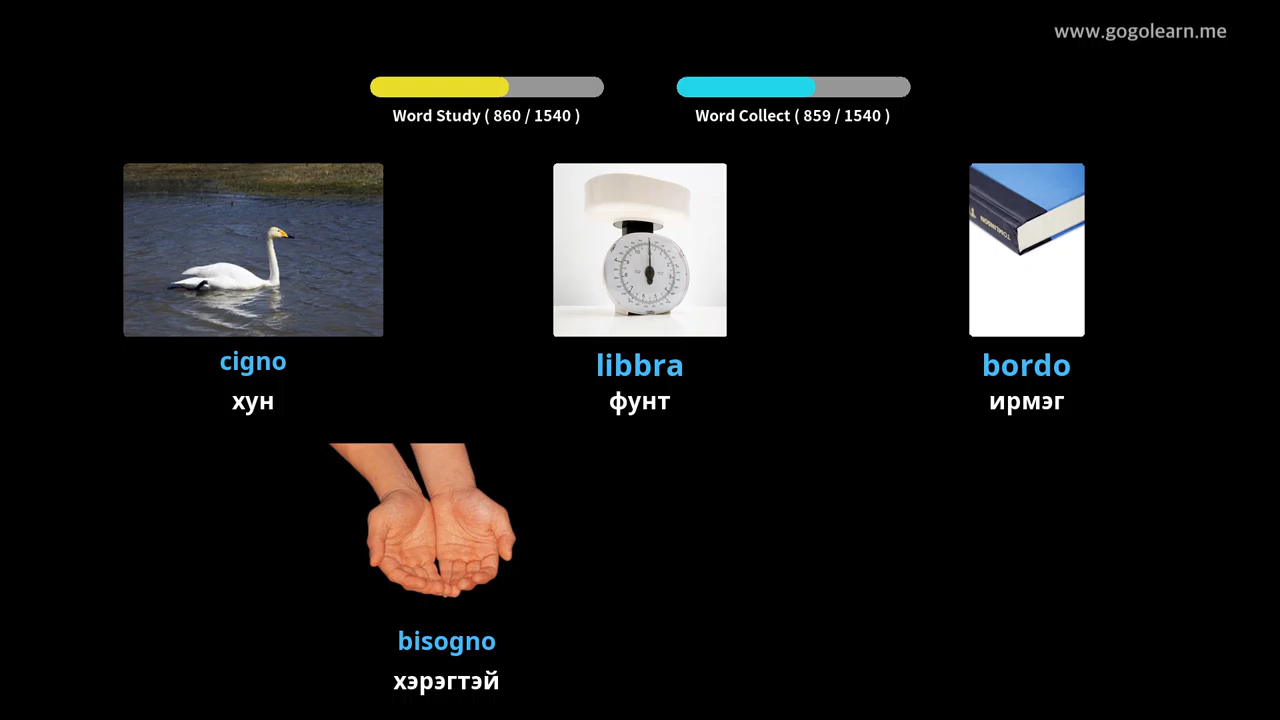 www.gogolearn.me
Word Study ( 860 / 1540 )
Word Collect ( 859 / 1540 )
TOMLINSON
cigno
libbra
bordo
хун
фунт
ирмэг
bisogno
хэрэгтэй